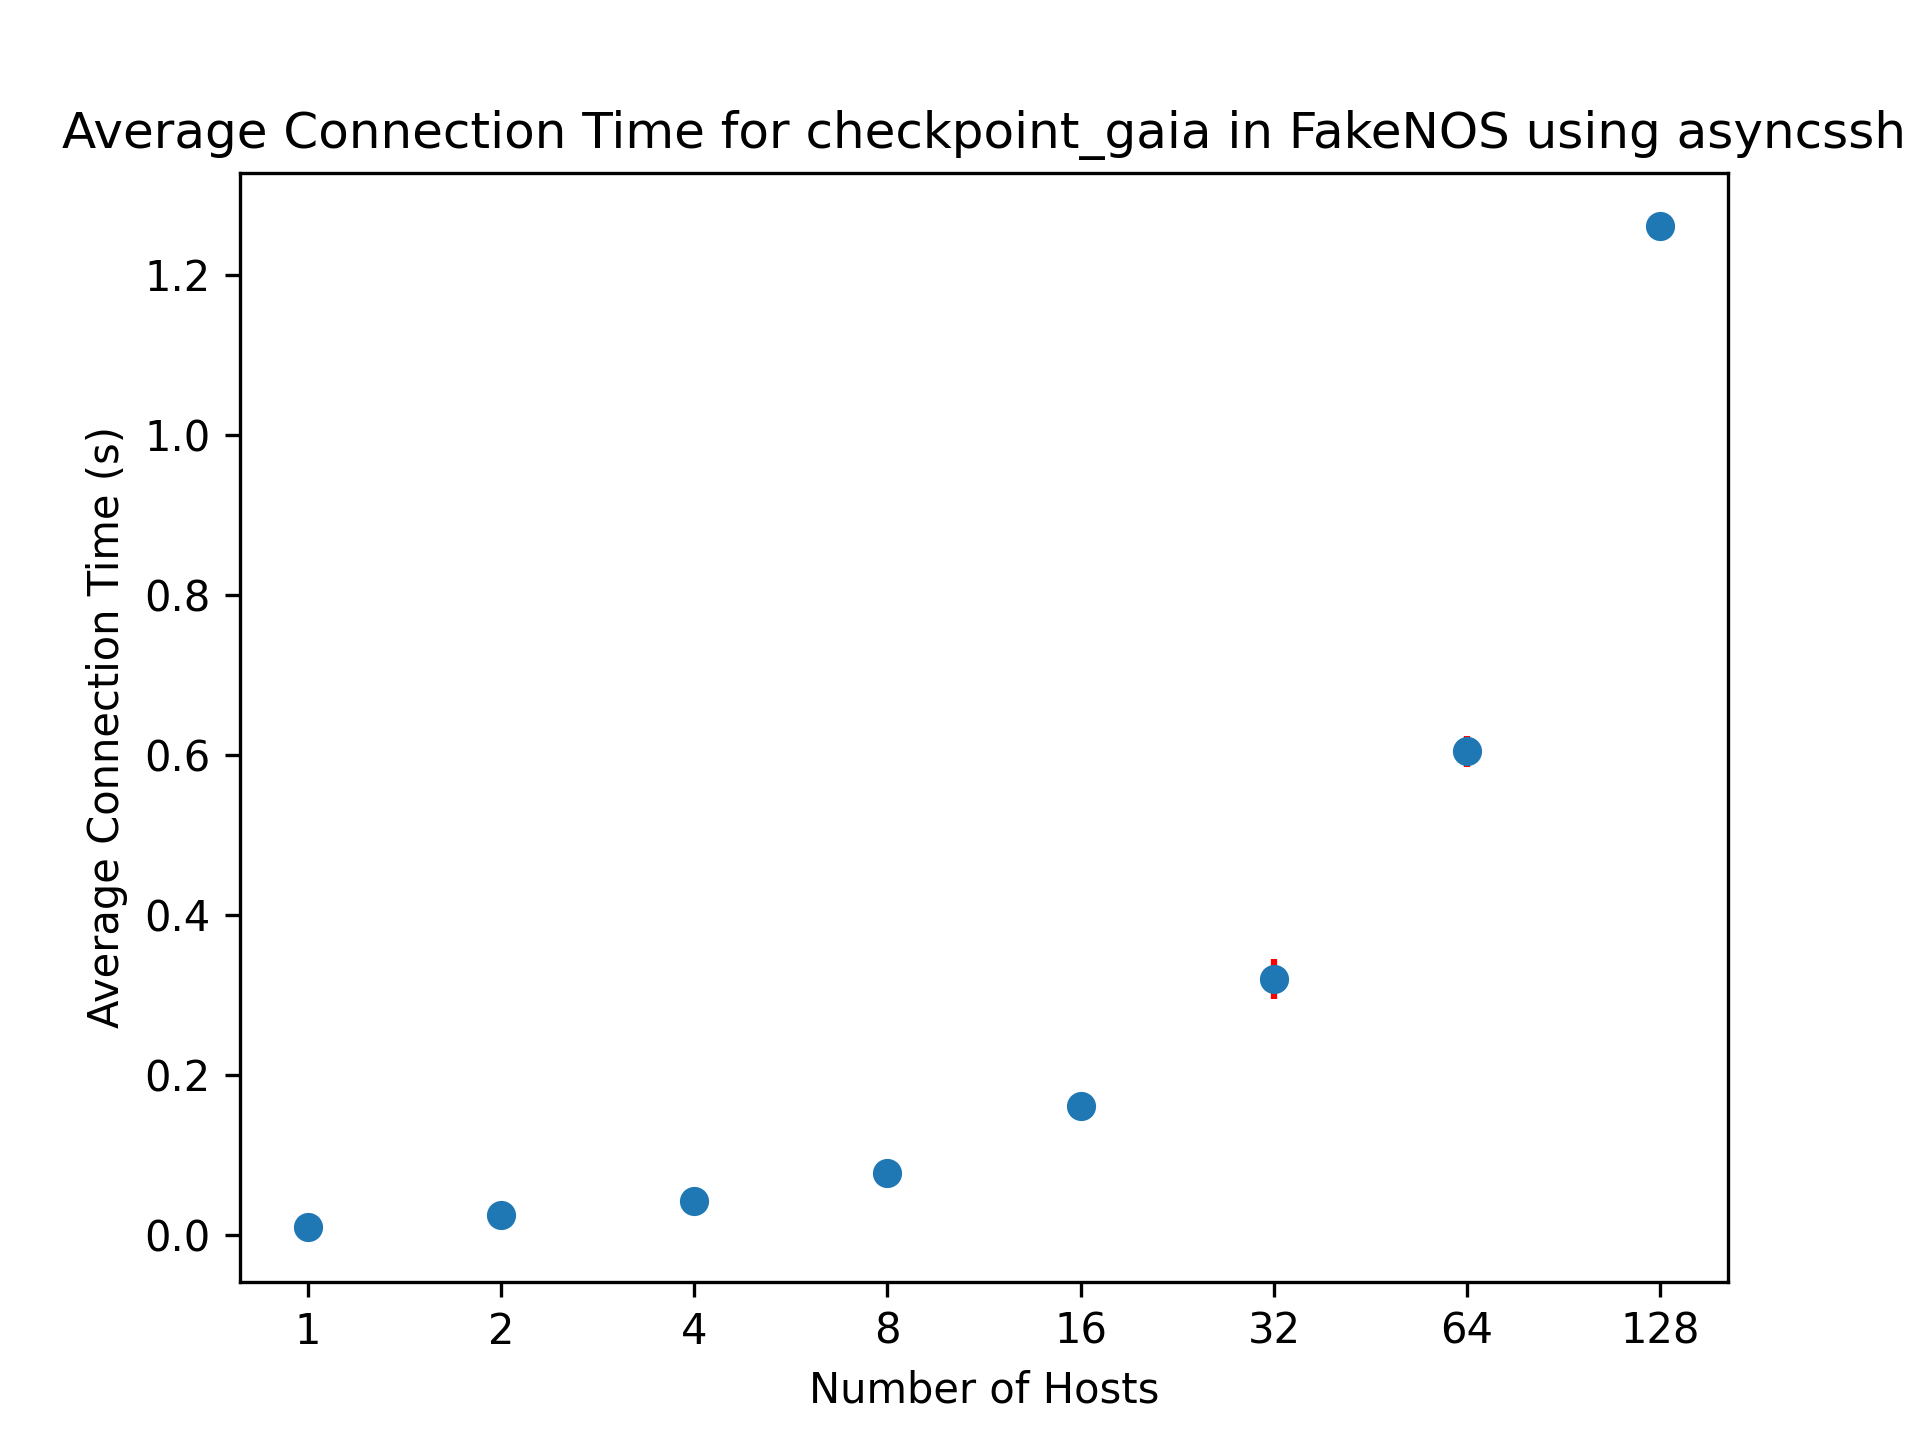 Average Connection Time for checkpoint_gaia in FakeNOS using asyncssh
Average Connection Time (s)
1.2
1.0
0.8
0.6
0.4
0.2
0.0
1 2 4 8 16 32 64 128
Number of Hosts